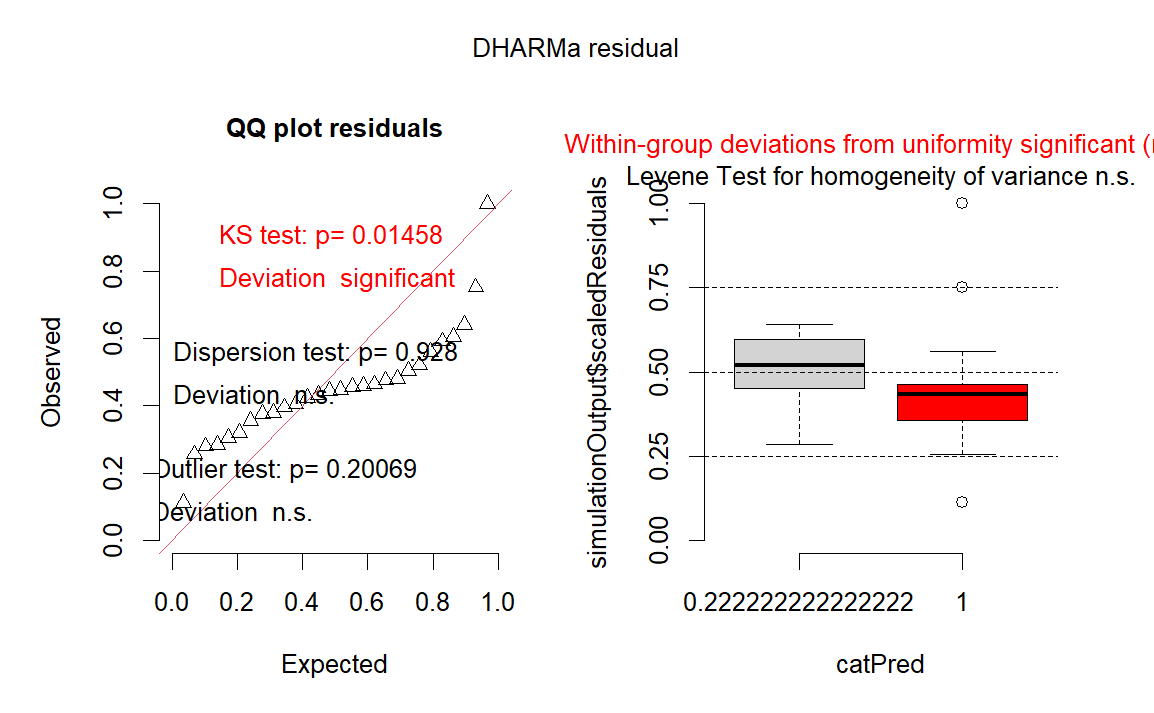 DHARMa residual
QQ plot residuals
KS test: p= 0.01458
Deviation  significant
Dispersion test: p= 0.928
Deviation  n.s.
Outlier test: p= 0.20069
Deviation  n.s.
Observed
0.0 0.2 0.4 0.6 0.8 1.0
0.0 0.2 0.4 0.6 0.8 1.0
Expected
Within-group deviations from uniformity significant (
Levene Test for homogeneity of variance n.s.
simulationOutput$scaledResiduals
0.00 0.25 0.50 0.75 1.00
0.222222222222222 1
catPred